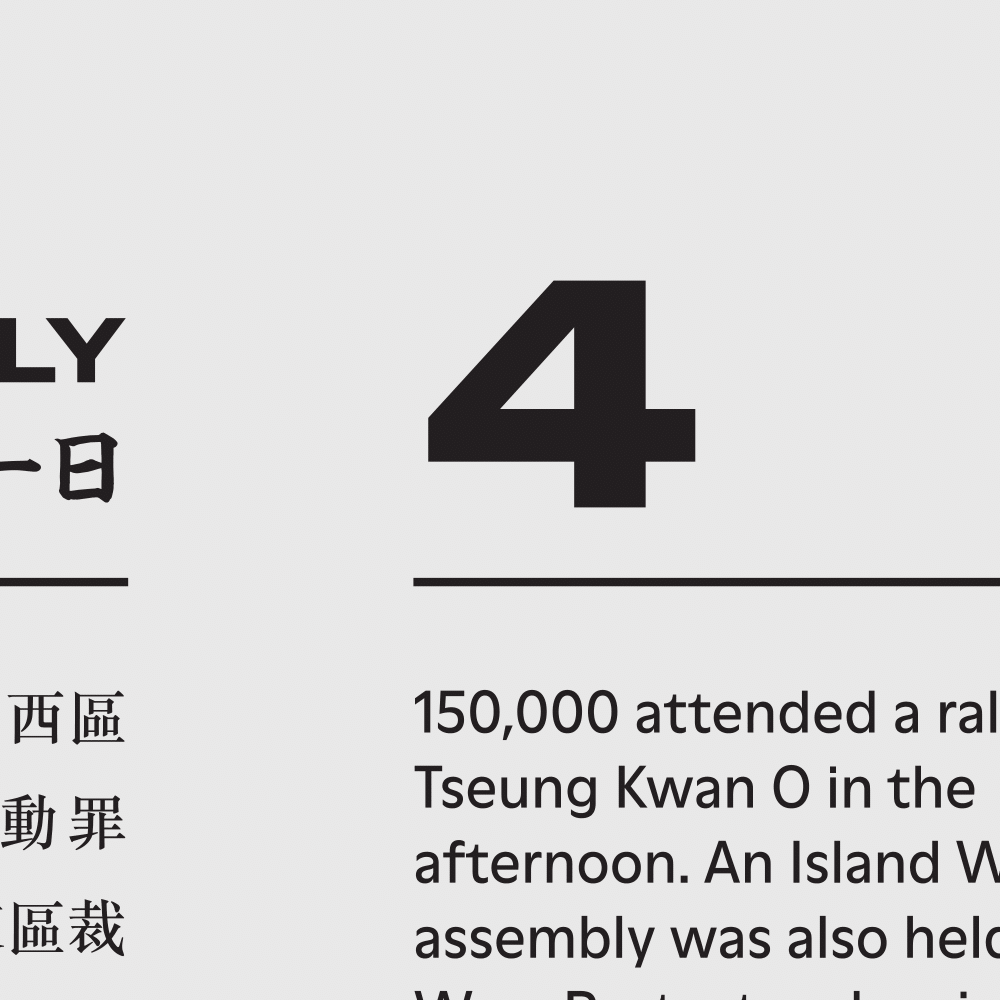 LY
一日
西區
動罪
區裁
4
150,000 attended a ral
Tseung Kwan O in the
afternoon. An Island W
assembly was also held